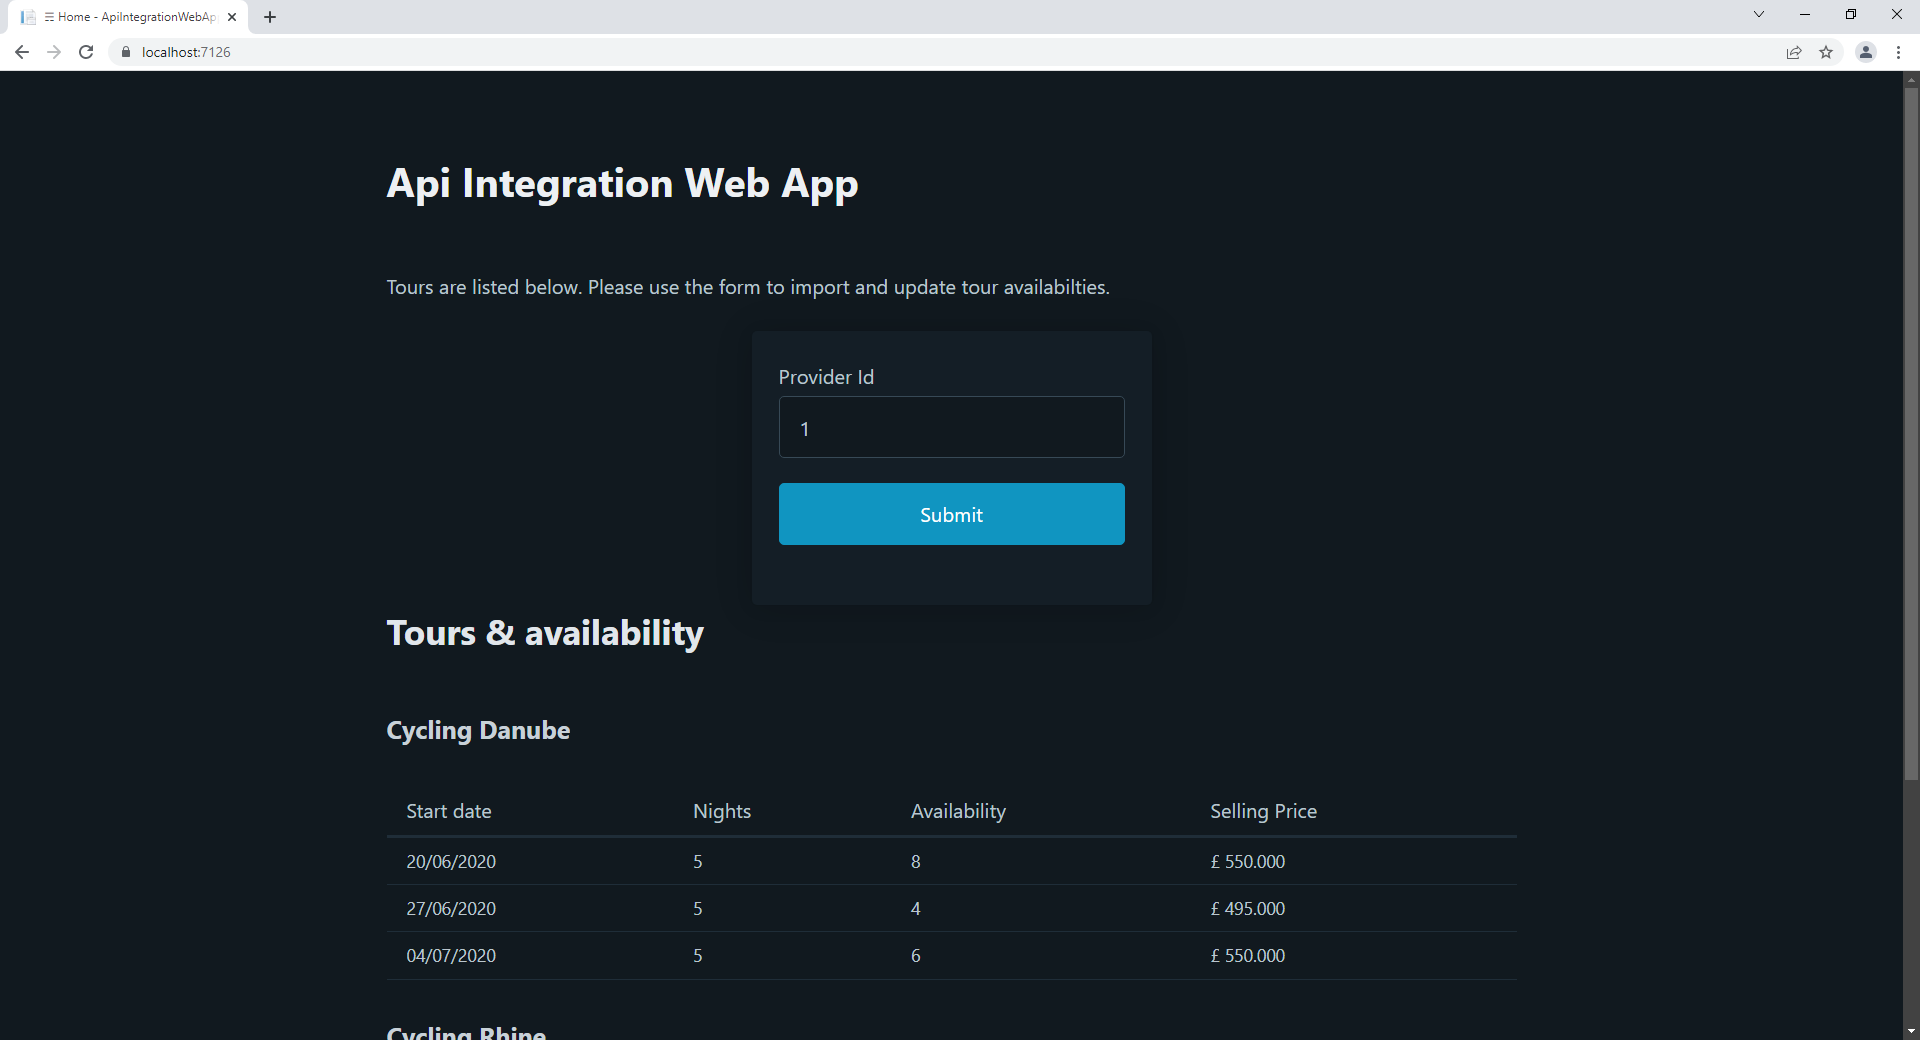 Home - ApiIntegrationWebAp
localhost:7126
Api Integration Web App
Tours are listed below. Please use the form to import and update tour availabilties.
Provider Id
1
Submit
Tours & availability
Cycling Danube
Start date Nights Availability Selling Price
20/06/2020 5 8 £ 550.000
27/06/2020 5 4 £ 495.000
04/07/2020 5 6 £ 550.000
Cycling Rhine